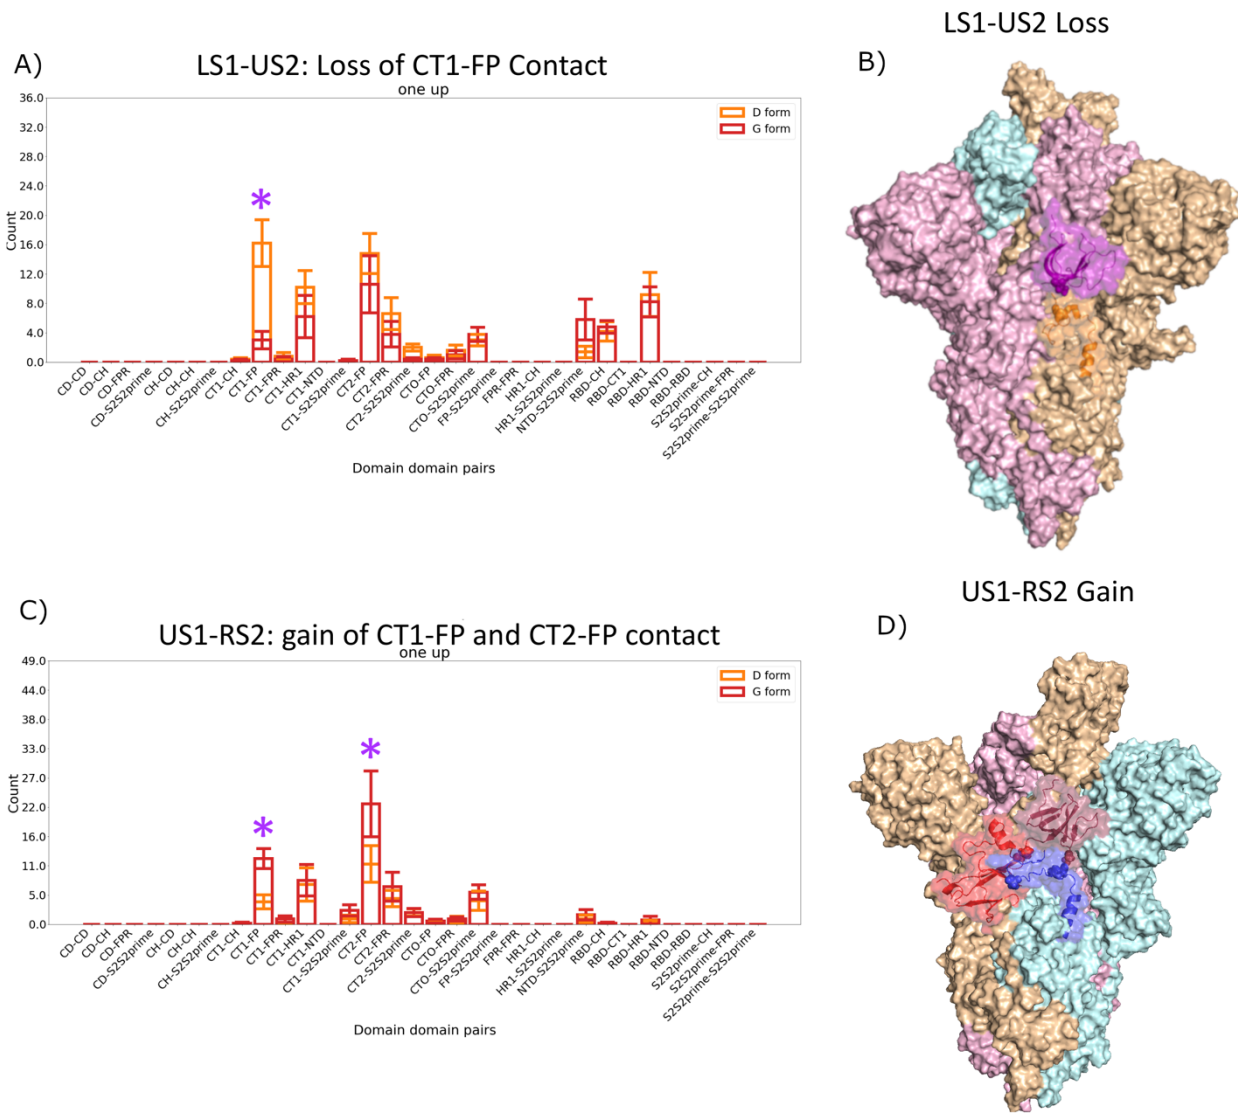 LS1-US2 Loss
A)
LS1-US2: Loss of CT1-FP Contact
B)
one up
36.0
32.0
28.0
24.0
20.0
16.0
12.0
8.0
4.0
0.0
Count
D form
G form
*
CD-CD
CD-CH
CD-FPR
CD-S2S2prime
CH-CD
CH-CH
CH-S2S2prime
CT1-CH
CT1-FP
CT1-FPR
CT1-HR1
CT1-NTD
CT1-S2S2prime
CT2-FP
CT2-FPR
CT2-S2S2prime
CTO-FP
CTO-FPR
CTO-S2S2prime
FP-S2S2prime
FPR-FPR
HR1-CH
HR1-S2S2prime
NTD-S2S2prime
RBD-CH
RBD-CT1
RBD-HR1
RBD-NTD
RBD-RBD
S2S2prime-CH
S2S2prime-FPR
S2S2prime-S2S2prime
Domain domain pairs
US1-RS2 Gain
C)
US1-RS2: gain of CT1-FP and CT2-FP contact
D)
one up
49.0
44.0
38.0
33.0
27.0
22.0
16.0
11.0
5.0
0.0
Count
D form
G form
*
*
CD-CD
CD-CH
CD-FPR
CD-S2S2prime
CH-CD
CH-CH
CH-S2S2prime
CT1-CH
CT1-FP
CT1-FPR
CT1-HR1
CT1-NTD
CT1-S2S2prime
CT2-FP
CT2-FPR
CT2-S2S2prime
CTO-FP
CTO-FPR
CTO-S2S2prime
FP-S2S2prime
FPR-FPR
HR1-CH
HR1-S2S2prime
NTD-S2S2prime
RBD-CH
RBD-CT1
RBD-HR1
RBD-NTD
RBD-RBD
S2S2prime-CH
S2S2prime-FPR
S2S2prime-S2S2prime
Domain domain pairs